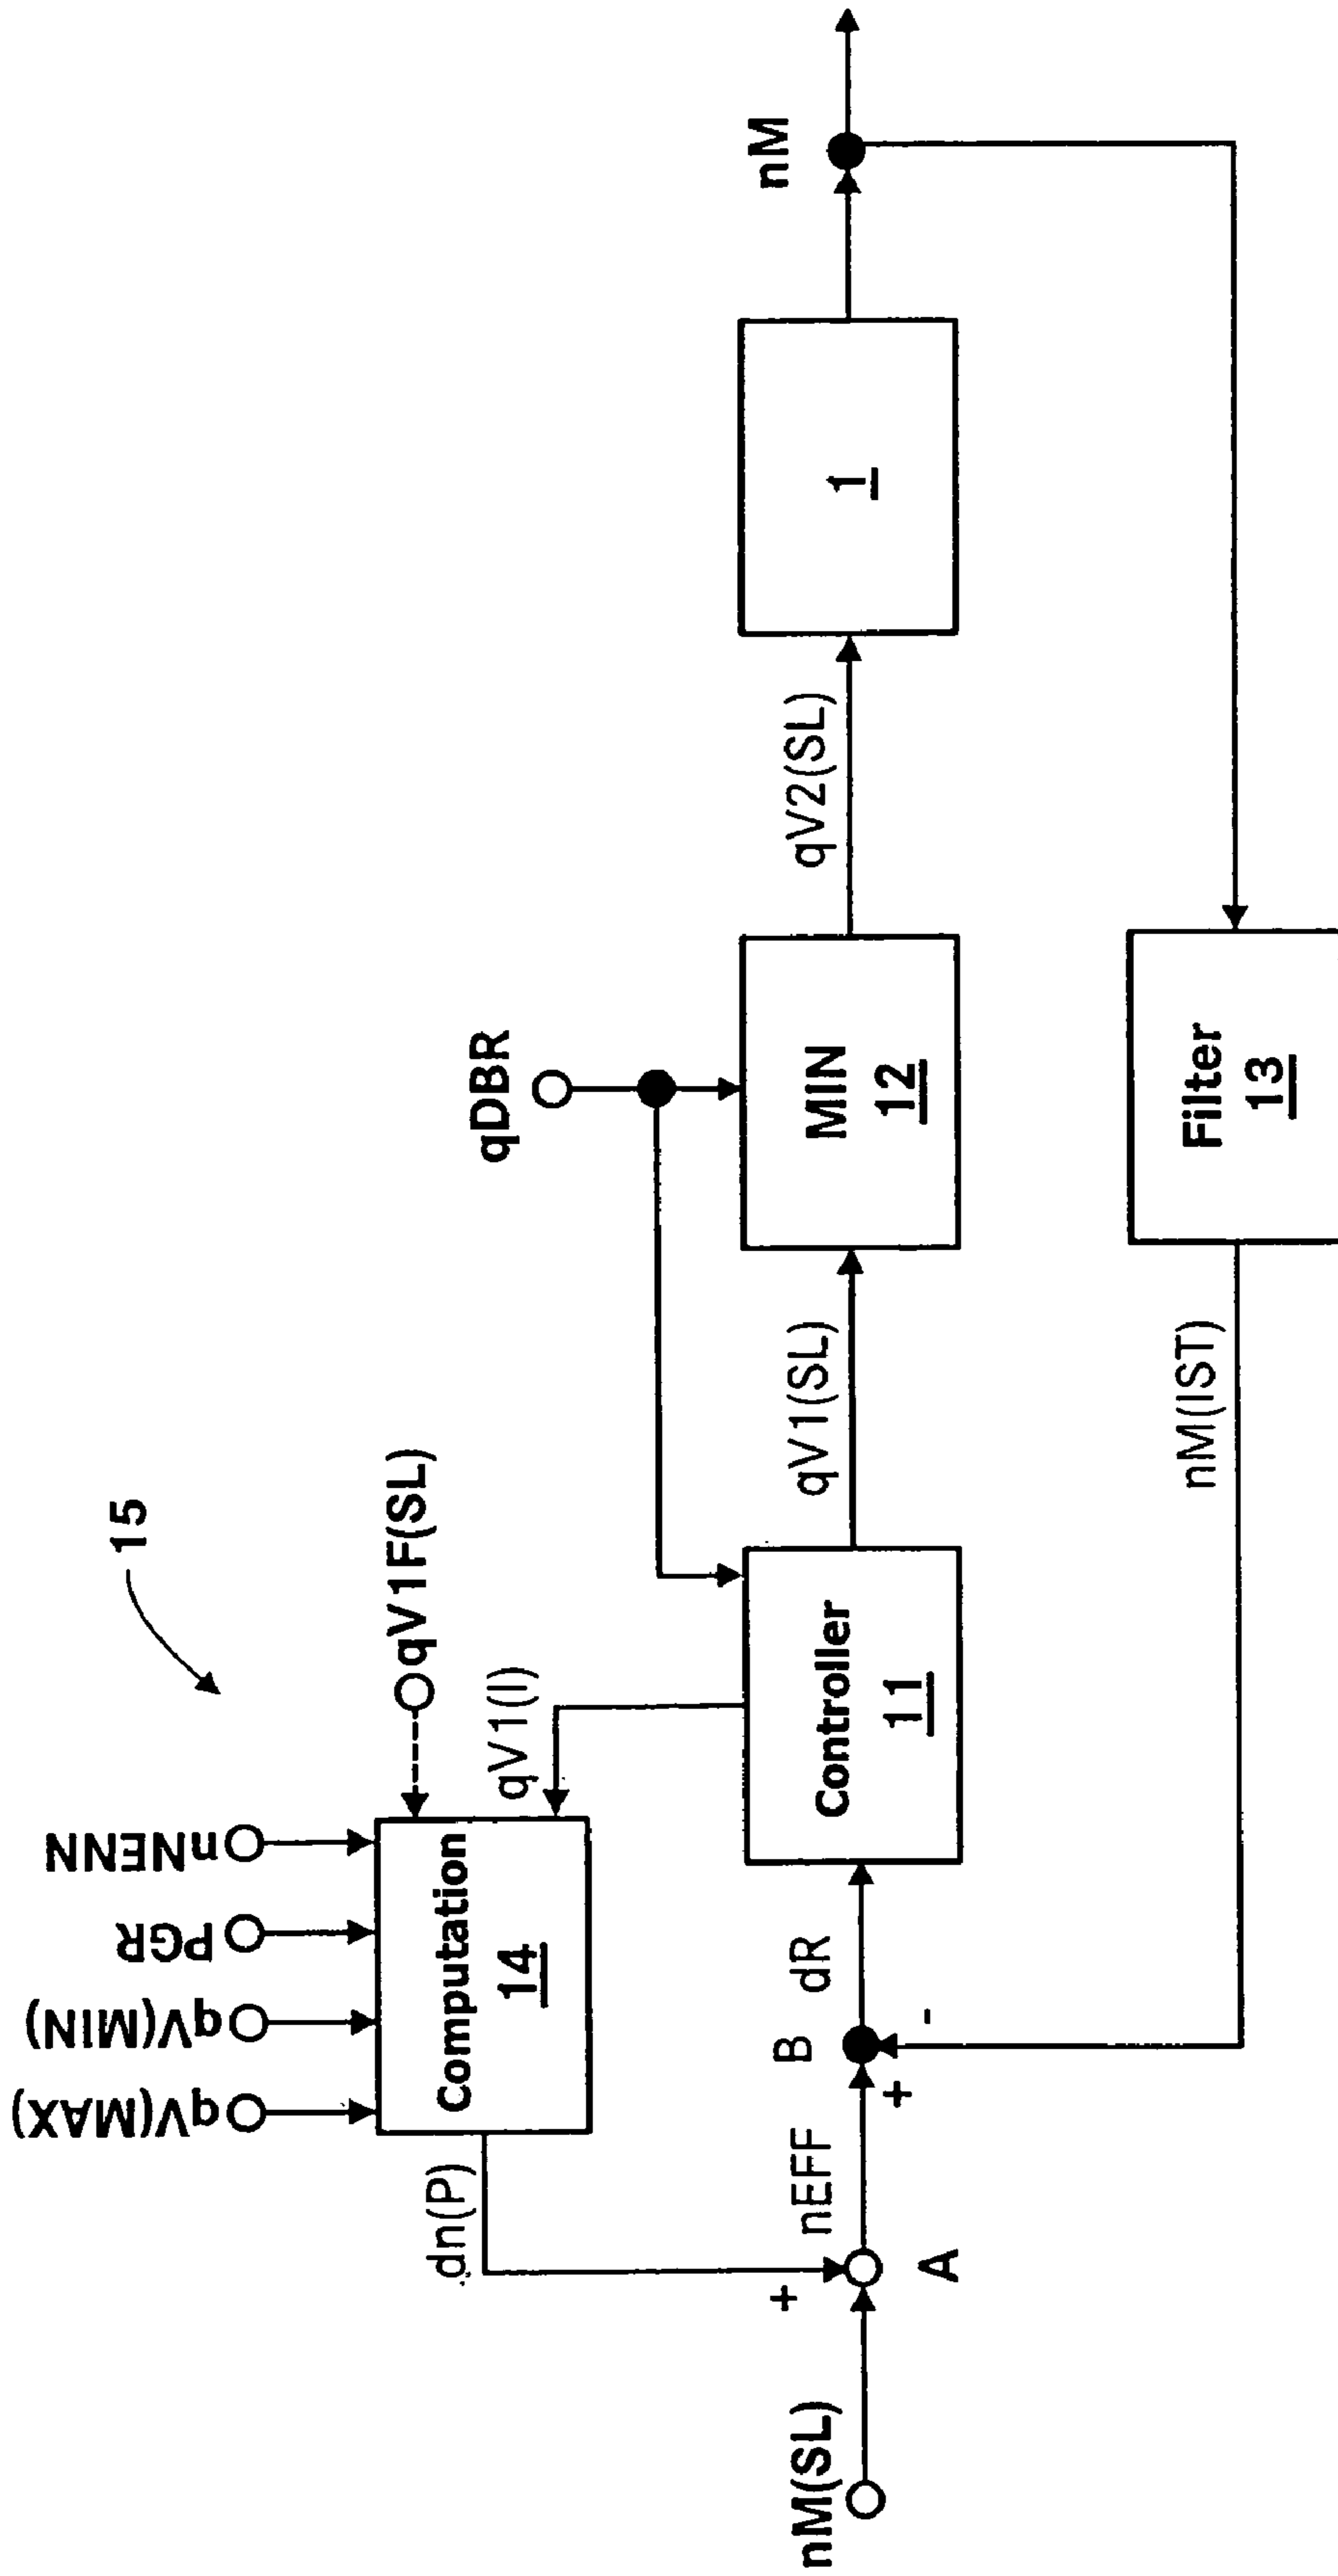 15
qV(MAX)
qV(MIN)
PGR
nNENN
qV1F(SL)
Computation
14
dn(P)
qV1(I)
qDBR
nM(SL)
+
A
nEFF
+
B
-
dR
Controller
11
qV1(SL)
MIN
12
qV2(SL)
1
nM
nM(IST)
Filter
13